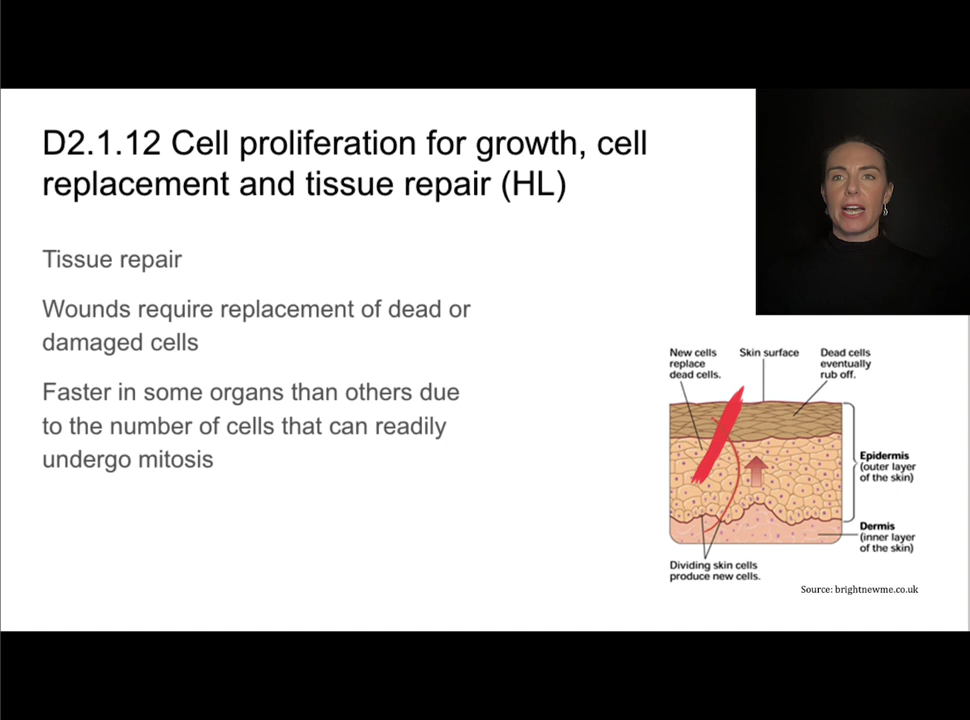 D2.1.12 Cell proliferation for growth, cell
replacement and tissue repair (HL)
Tissue repair
Wounds require replacement of dead or
damaged cells
Faster in some organs than others due
to the number of cells that can readily
undergo mitosis
New cells
replace
dead cells.
Skin surface
Dead cells
eventually
rub off.
Epidermis
(outer layer
of the skin)
Dermis
(inner layer
of the skin)
Dividing skin cells
produce new cells.
Source: brightnewme.co.uk